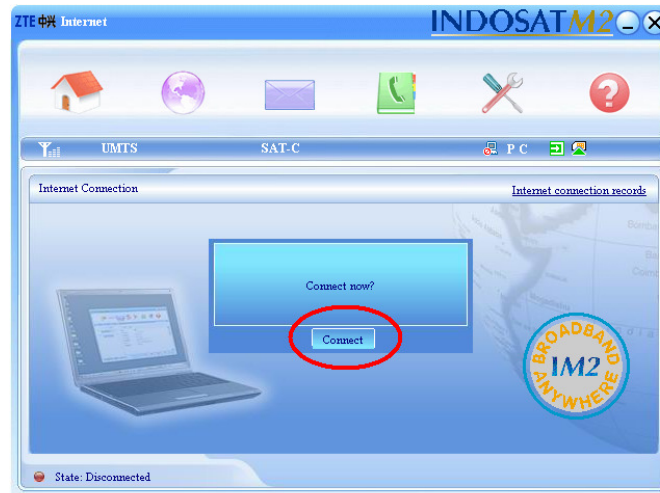 ZTE中兴 Internet
INDOSATM2
UMTS SAT-C P C
Internet Connection Internet connection records
Connect now?
Connect
BROADBAND
IM2
ANYWHERE
State: Disconnected